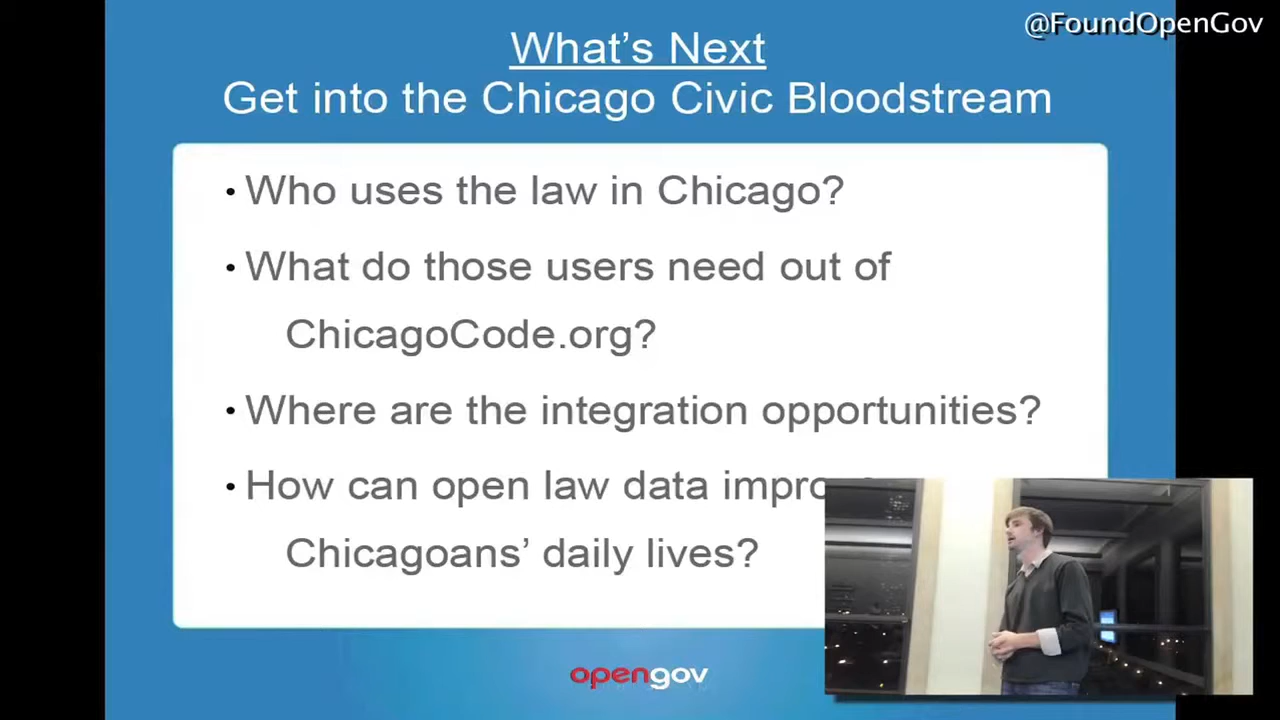 @FoundOpenGov
What's Next
Get into the Chicago Civic Bloodstream
• Who uses the law in Chicago?
• What do those users need out of
ChicagoCode.org?
• Where are the integration opportunities?
• How can open law data impro
Chicagoans' daily lives?
opengov